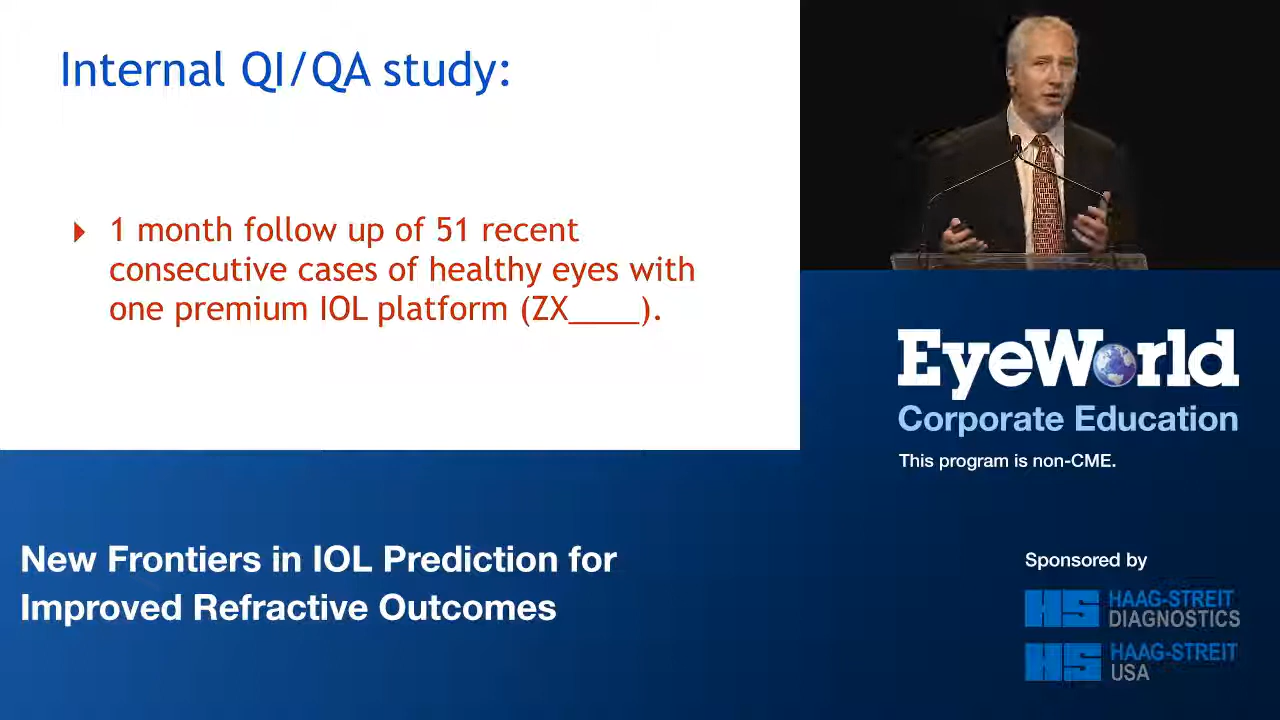 Internal QI/QA study:
1 month follow up of 51 recent
consecutive cases of healthy eyes with
one premium IOL platform (ZX____).
EyeWorld
Corporate Education
This program is non-CME.
New Frontiers in IOL Prediction for
Improved Refractive Outcomes
Sponsored by
HS HAAG-STREIT
DIAGNOSTICS
HS HAAG-STREIT
USA